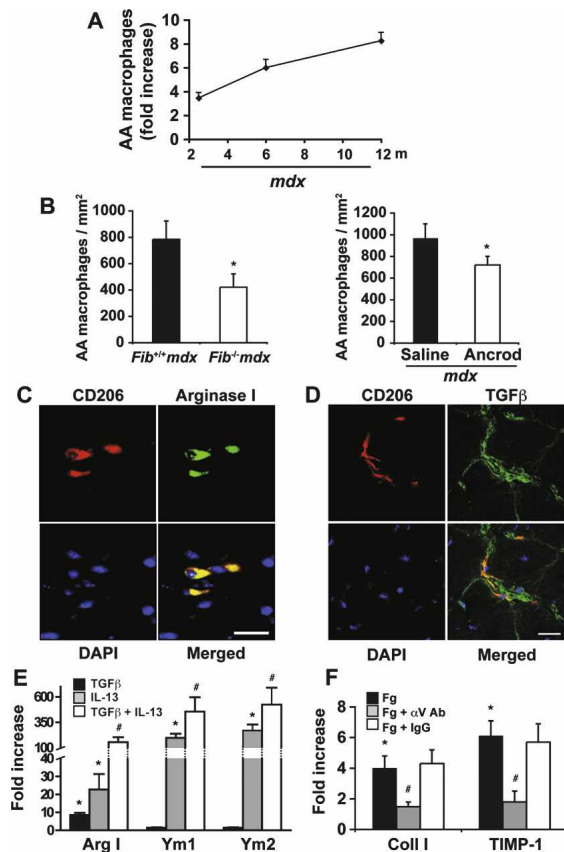 A
AA macrophages
(fold increase)
10
8
6
4
2
0
2 4 6 8 10 12 m
mdx
B
AA macrophages / mm2
1000
800
600
400
200
0
*
Fib+/+mdx Fib-/-mdx
AA macrophages / mm2
1200
1000
800
600
400
200
0
*
Saline Ancrod
mdx
C
CD206 Arginase I
DAPI Merged
D
CD206 TGFβ
DAPI Merged
E
TGFβ
IL-13
TGFβ + IL-13
Fold increase
600
350
100
40
20
10
0
* * #
* #
* #
Arg I Ym1 Ym2
F
Fg
Fg + αV Ab
Fg + IgG
Fold increase
8
6
4
2
0
* #
* #
Coll I TIMP-1